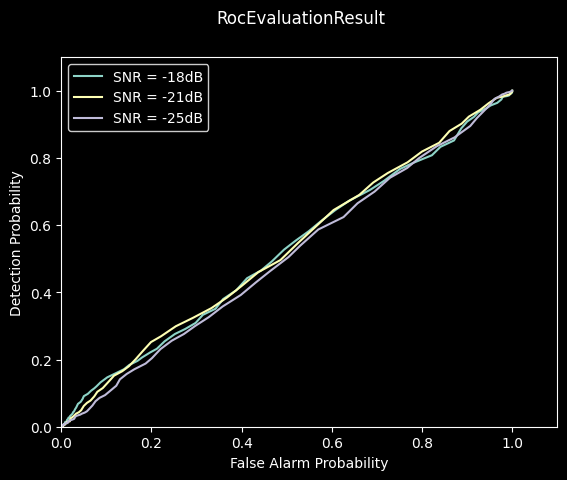 RocEvaluationResult
SNR = -18dB
SNR = -21dB
SNR = -25dB
1.0
0.8
0.6
0.4
0.2
0.0
Detection Probability
0.0 0.2 0.4 0.6 0.8 1.0
False Alarm Probability